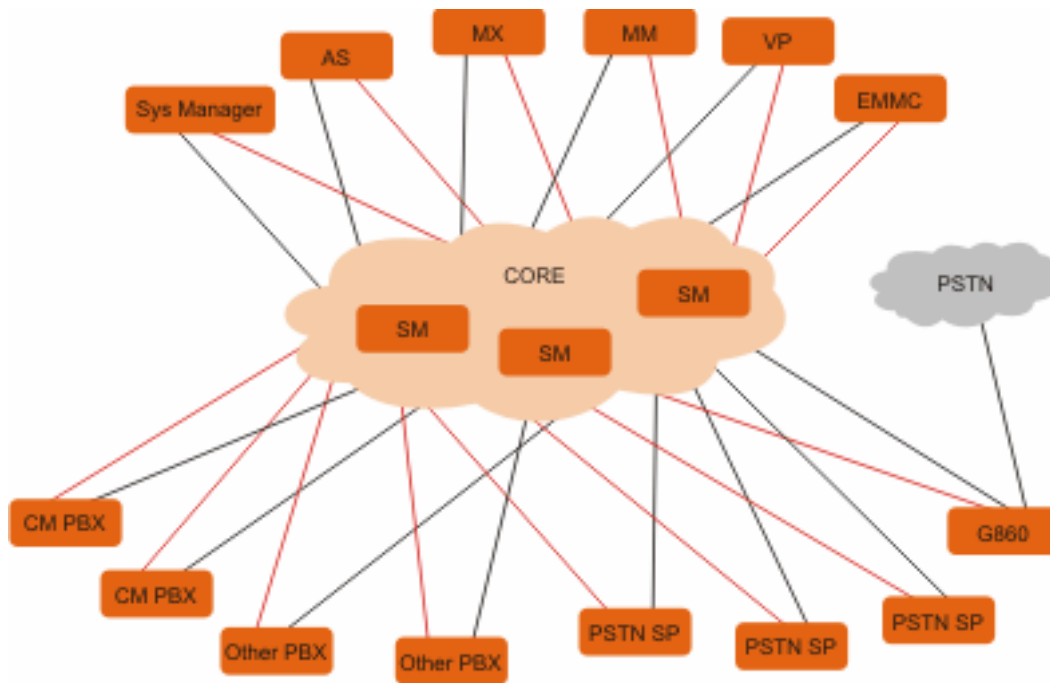 MX
MM
VP
AS
EMMC
Sys Manager
CORE
PSTN
SM
SM
SM
CM PBX
G860
CM PBX
PSTN SP
PSTN SP
PSTN SP
Other PBX
Other PBX